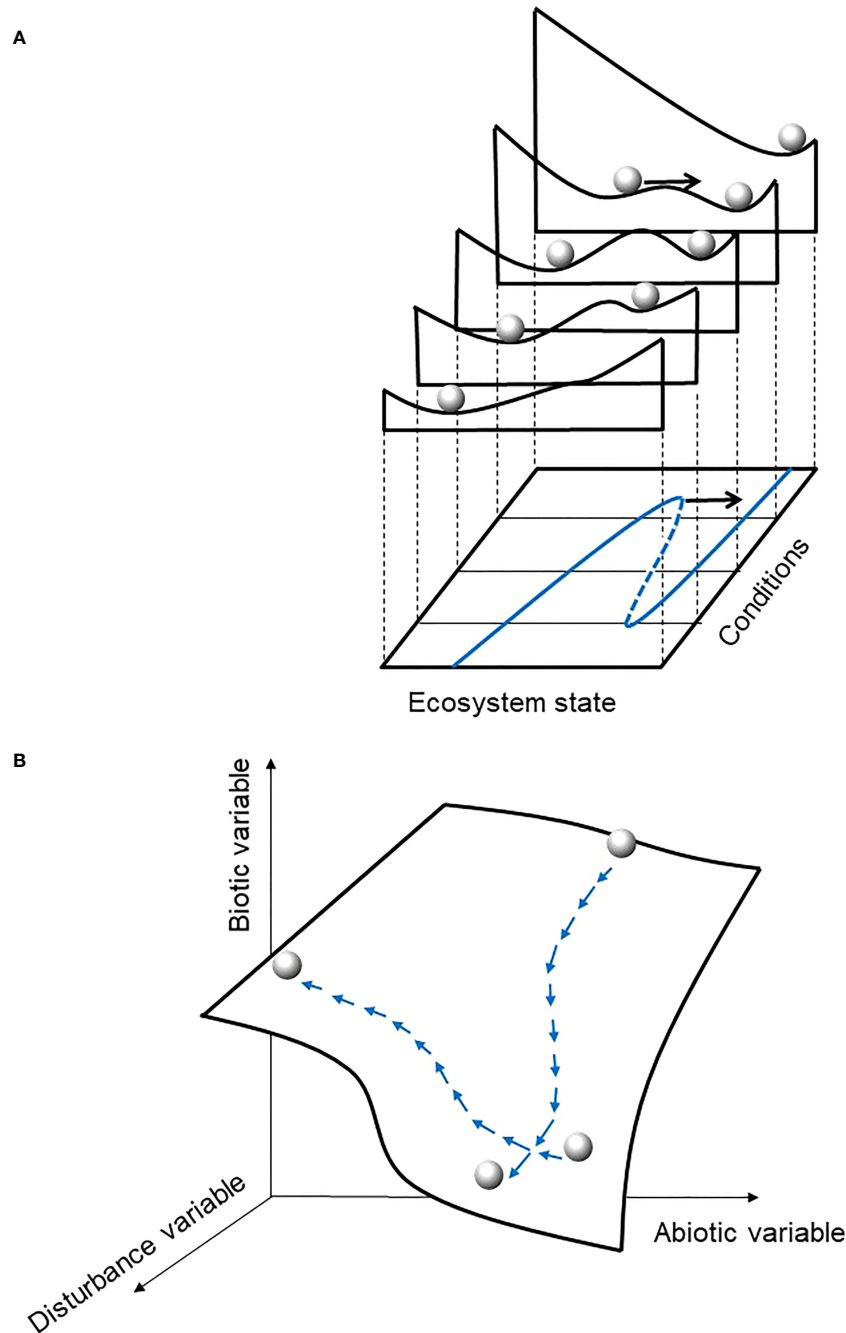 A
Conditions
Ecosystem state
B
Biotic variable
Abiotic variable
Disturbance variable